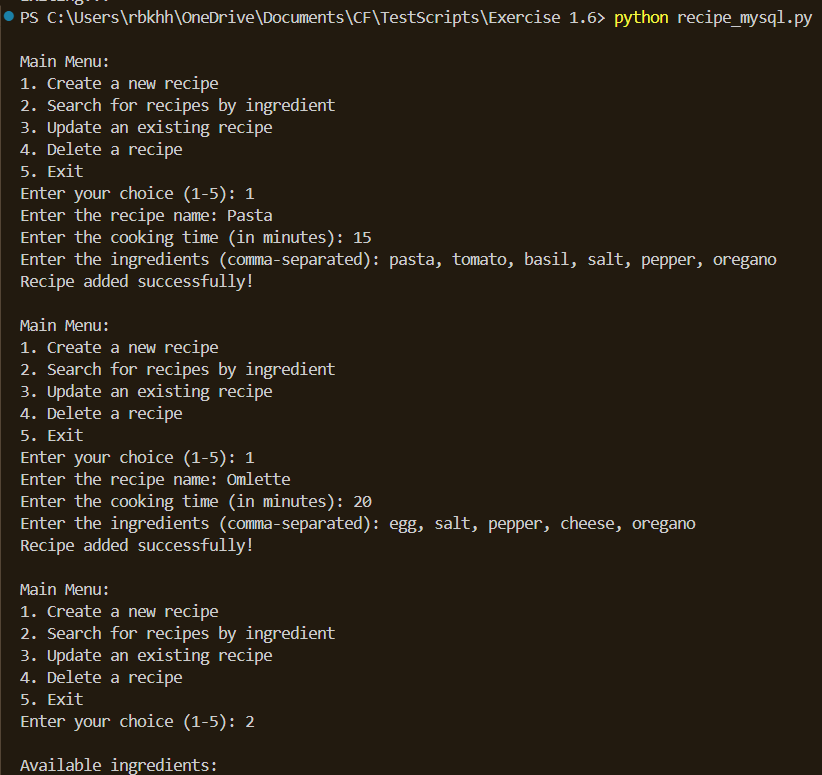 PS C:\Users\rbkhh\OneDrive\Documents\CF\TestScripts\Exercise 1.6> python recipe_mysql.py
Main Menu:
1. Create a new recipe
2. Search for recipes by ingredient
3. Update an existing recipe
4. Delete a recipe
5. Exit
Enter your choice (1-5): 1
Enter the recipe name: Pasta
Enter the cooking time (in minutes): 15
Enter the ingredients (comma-separated): pasta, tomato, basil, salt, pepper, oregano
Recipe added successfully!
Main Menu:
1. Create a new recipe
2. Search for recipes by ingredient
3. Update an existing recipe
4. Delete a recipe
5. Exit
Enter your choice (1-5): 1
Enter the recipe name: Omlette
Enter the cooking time (in minutes): 20
Enter the ingredients (comma-separated): egg, salt, pepper, cheese, oregano
Recipe added successfully!
Main Menu:
1. Create a new recipe
2. Search for recipes by ingredient
3. Update an existing recipe
4. Delete a recipe
5. Exit
Enter your choice (1-5): 2
Available ingredients: